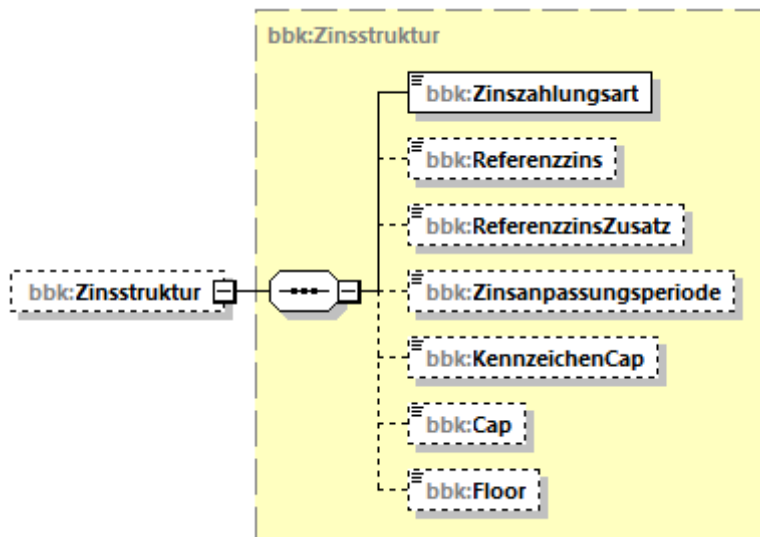 bbk:Zinsstruktur
bbk:Zinszahlungsart
bbk:Referenzzins
bbk:ReferenzzinsZusatz
bbk:Zinsstruktur
bbk:Zinsanpassungsperiode
bbk:KennzeichenCap
bbk:Cap
bbk:Floor